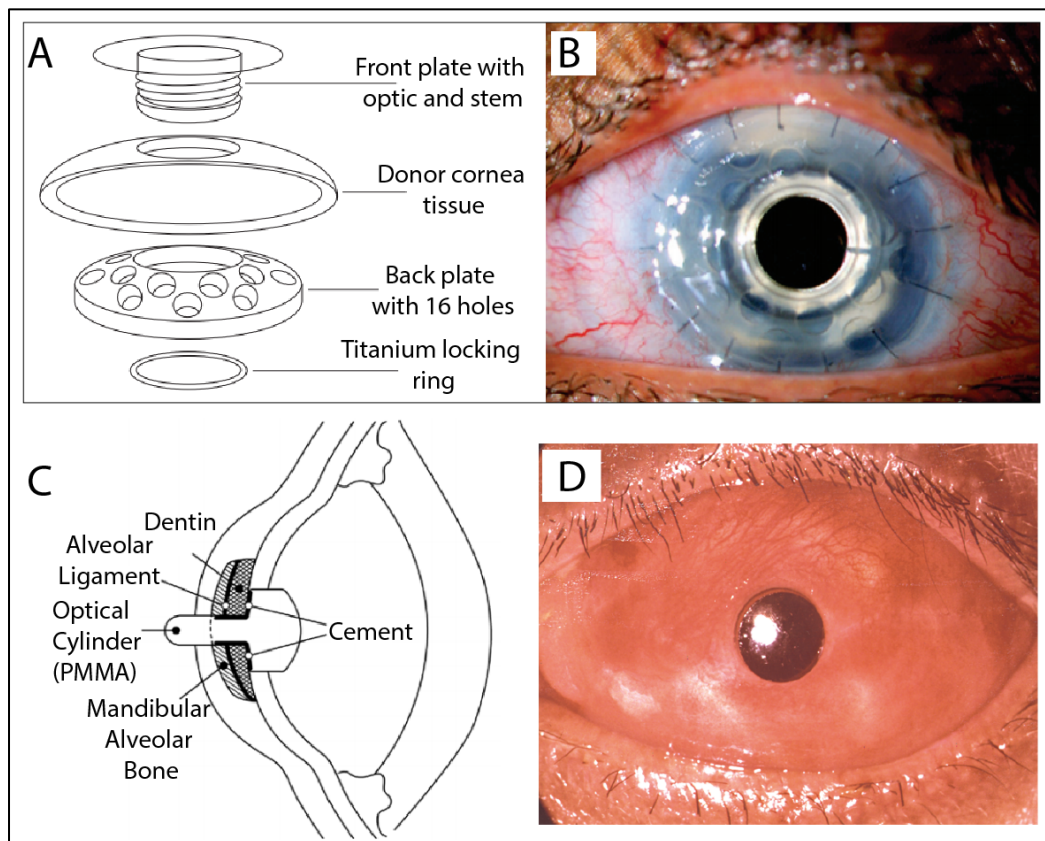 A
Front plate with
optic and stem
Donor cornea
tissue
Back plate
with 16 holes
Titanium locking
ring
B
C
Dentin
Alveolar
Ligament
Optical
Cylinder
(PMMA)
Mandibular
Alveolar
Bone
Cement
D